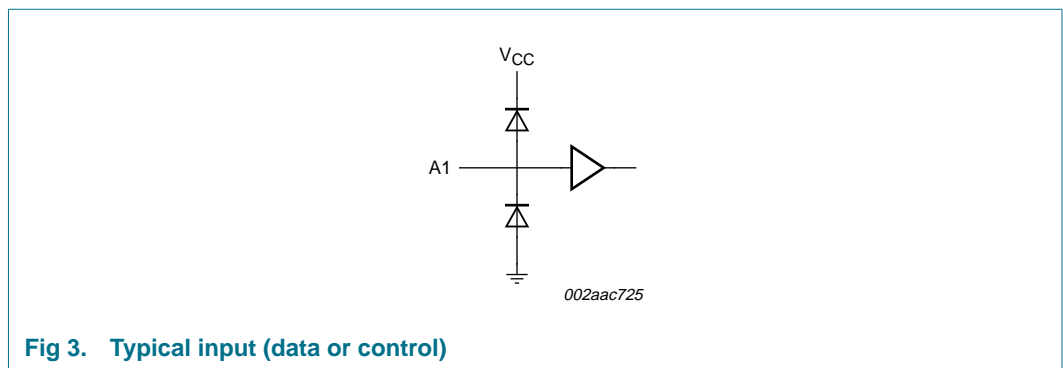 VCC
A1
002aac725
Fig 3. Typical input (data or control)